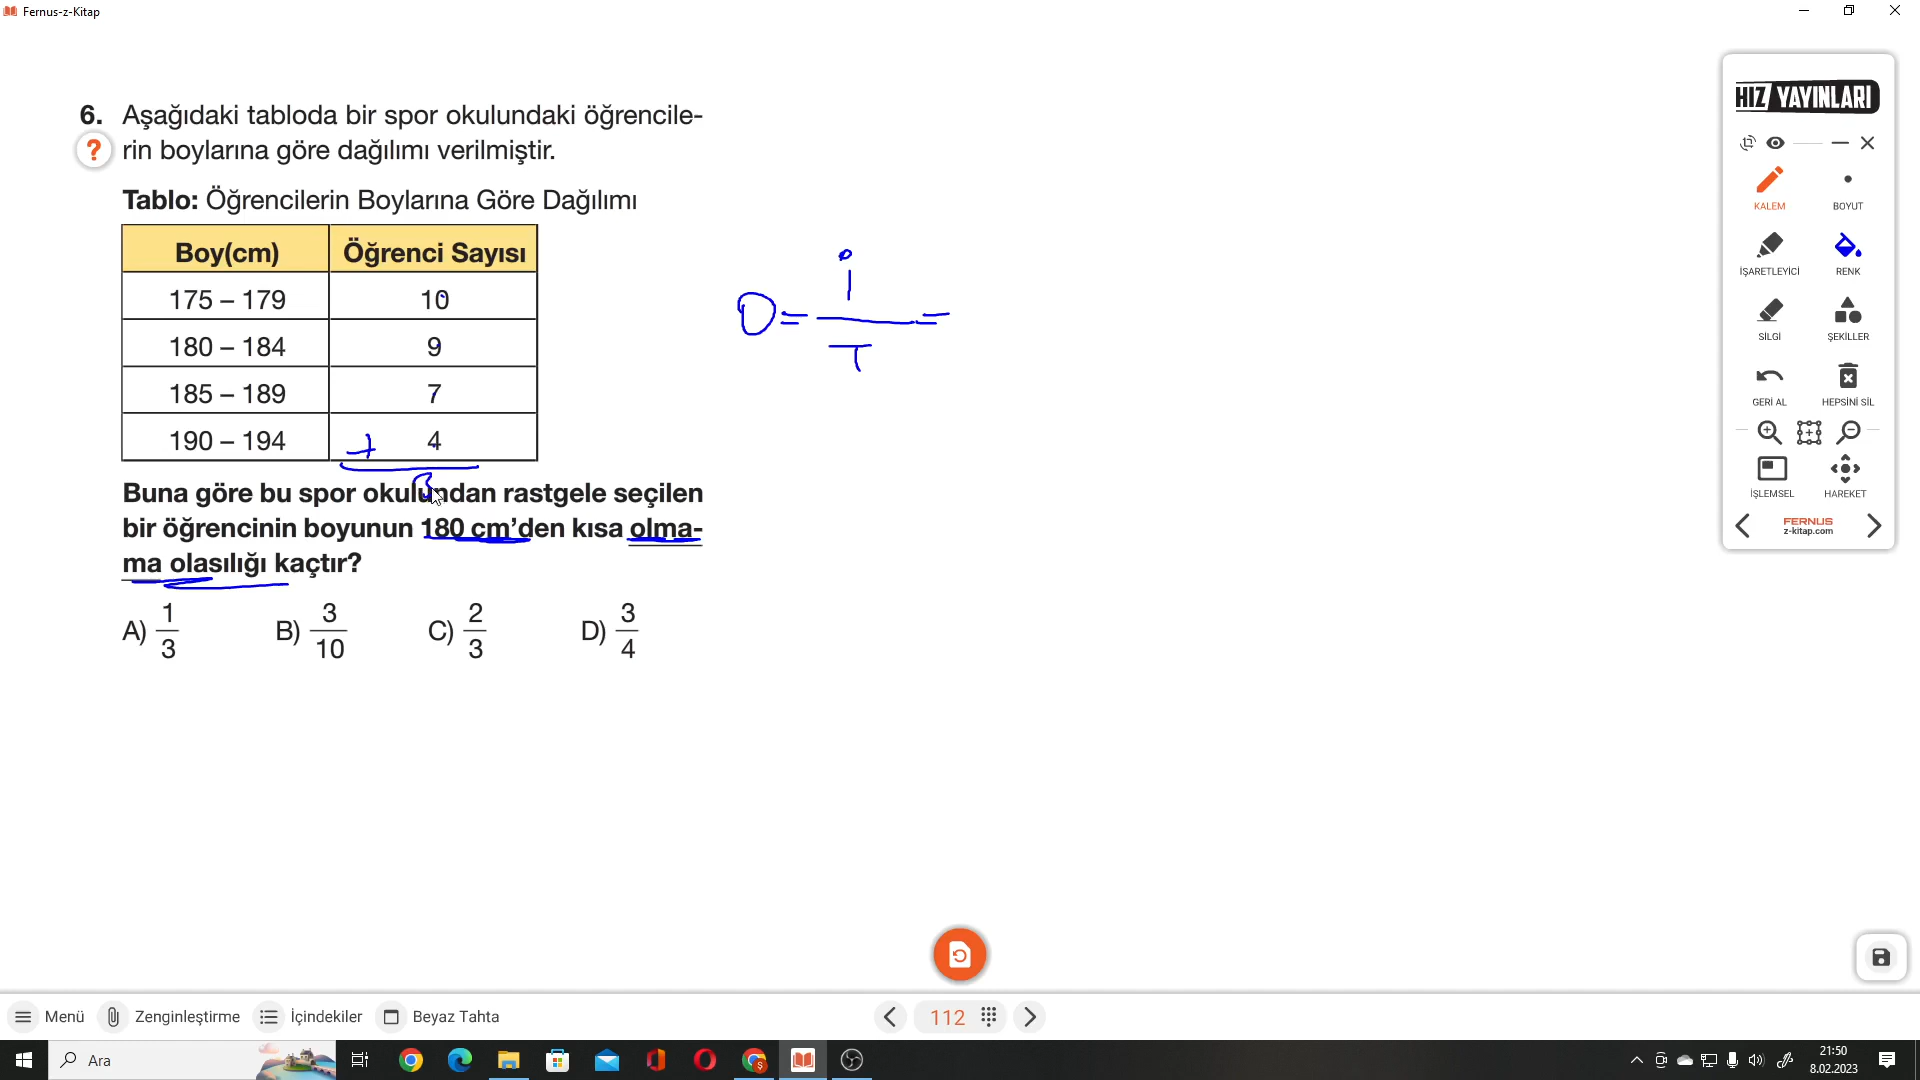 Fernus-z-Kitap
6. Aşağıdaki tabloda bir spor okulundaki öğrencile-
? rin boylarına göre dağılımı verilmiştir.
Tablo: Öğrencilerin Boylarına Göre Dağılımı
Boy(cm) Öğrenci Sayısı
175 – 179 10
180 – 184 9
185 – 189 7
190 – 194 + 4
3
Buna göre bu spor okulundan rastgele seçilen
bir öğrencinin boyunun 180 cm'den kısa olma-
ma olasılığı kaçtır?
A) 1/3 B) 3/10 C) 2/3 D) 3/4
O = i/T =
HIZ YAYINLARI
KALEM BOYUT
İŞARETLEYİCİ RENK
SİLGİ ŞEKİLLER
GERİ AL HEPSİNİ SİL
İŞLEMSEL HAREKET
FERNUS
z-kitap.com
Menü Zenginleştirme İçindekiler Beyaz Tahta 112
Ara
21:50
8.02.2023